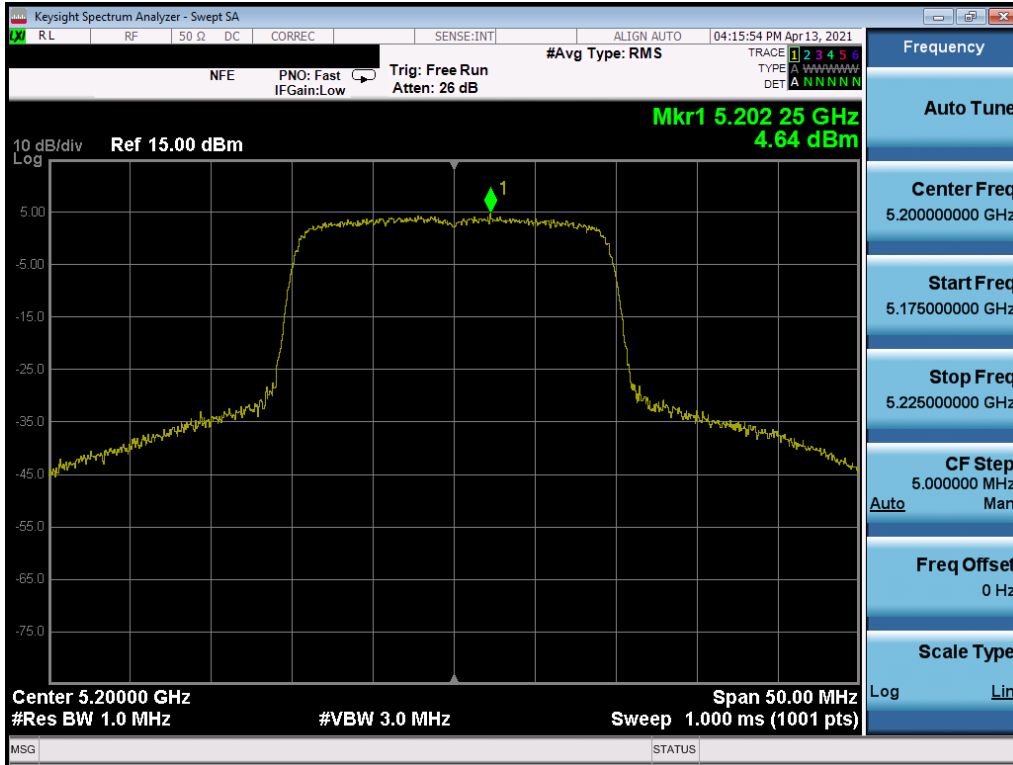 Keysight Spectrum Analyzer - Swept SA
LXI RL RF 50 Ω DC CORREC SENSE:INT ALIGN AUTO 04:15:54 PM Apr 13, 2021
#Avg Type: RMS
TRACE 1 2 3 4 5 6
TYPE A WWWWW
DET A N N N N N
NFE PNO: Fast Trig: Free Run
IFGain:Low Atten: 26 dB
Mkr1 5.202 25 GHz
4.64 dBm
10 dB/div Ref 15.00 dBm
Log
1
5.00
-5.00
-15.0
-25.0
-35.0
-45.0
-55.0
-65.0
-75.0
Center 5.20000 GHz Span 50.00 MHz
#Res BW 1.0 MHz #VBW 3.0 MHz Sweep 1.000 ms (1001 pts)
MSG STATUS
Frequency
Auto Tune
Center Freq
5.200000000 GHz
Start Freq
5.175000000 GHz
Stop Freq
5.225000000 GHz
CF Step
5.000000 MHz
Auto Man
Freq Offset
0 Hz
Scale Type
Log Lin